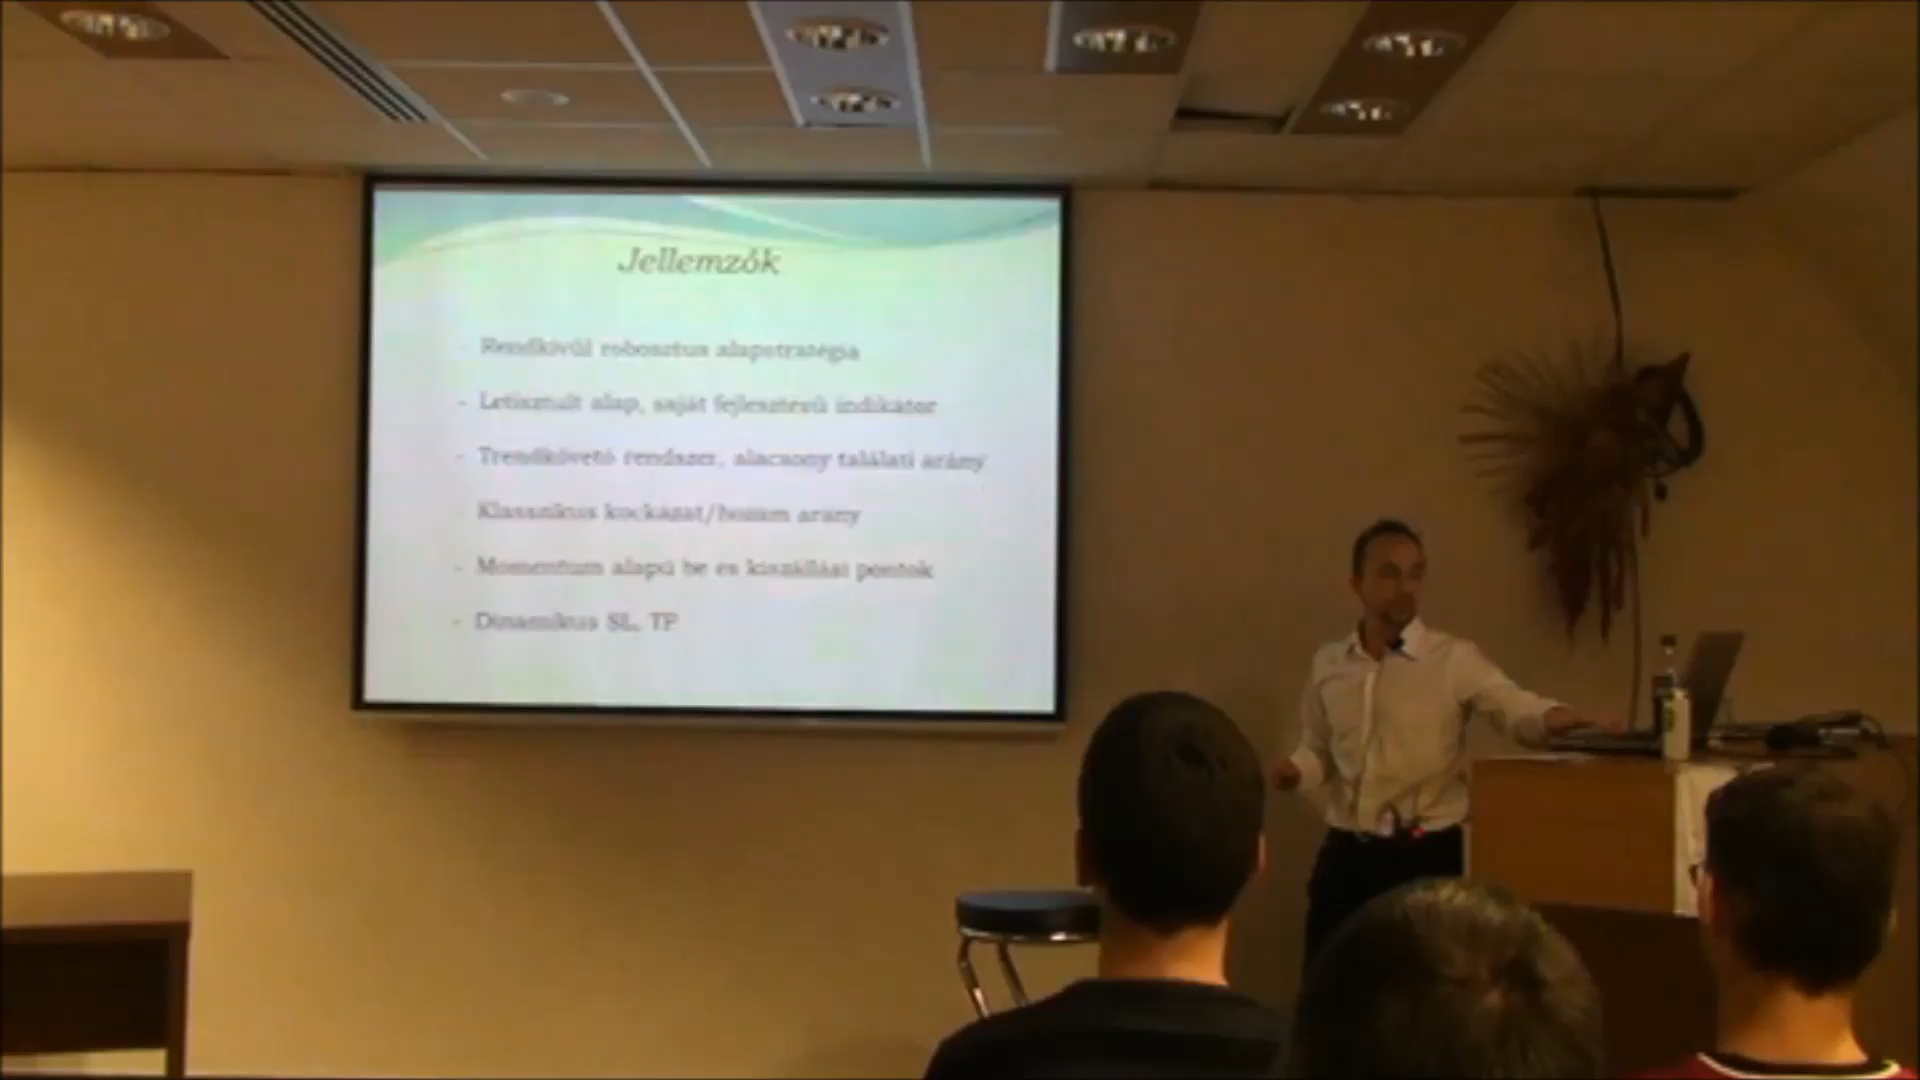 Jellemzők
- Rendkívül robosztus alapstratégia
- Letisztult alap, saját fejlesztésű indikátor
- Trendkövető rendszer, alacsony találati arány
- Klasszikus kockázat/hozam arány
- Momentum alapú be és kiszállási pontok
- Dinamikus SL, TP